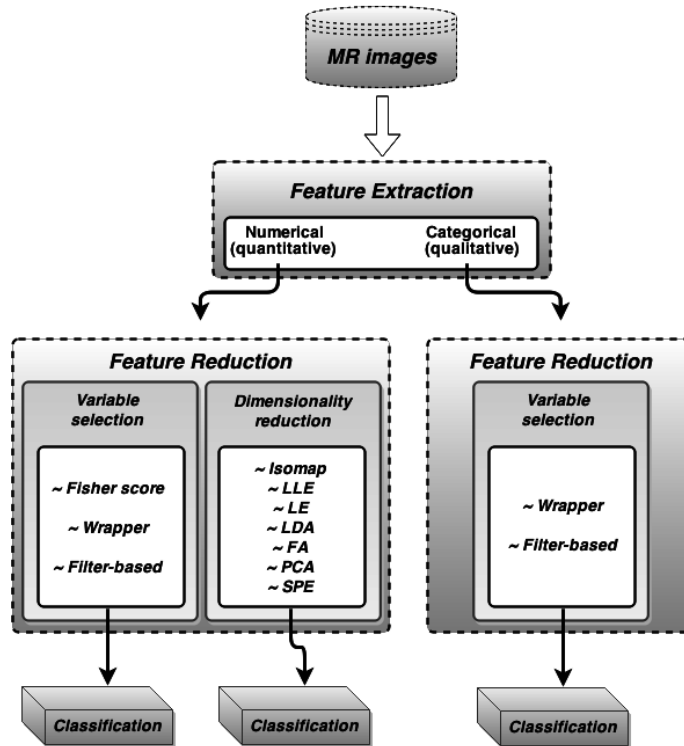 MR images
Feature Extraction
Numerical
(quantitative)
Categorical
(qualitative)
Feature Reduction
Variable
selection
~ Fisher score
~ Wrapper
~ Filter-based
Dimensionality
reduction
~ Isomap
~ LLE
~ LE
~ LDA
~ FA
~ PCA
~ SPE
Feature Reduction
Variable
selection
~ Wrapper
~ Filter-based
Classification
Classification
Classification